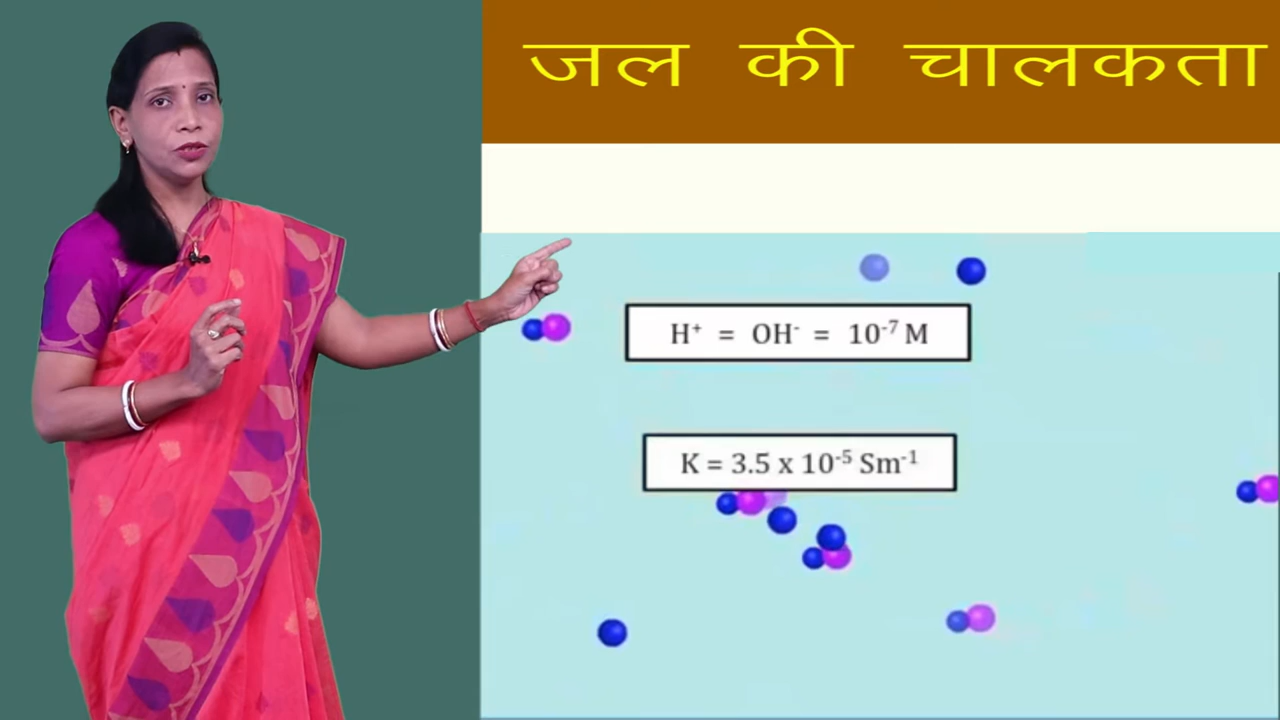 जल की चालकता
H⁺ = OH⁻ = 10⁻⁷ M
K = 3.5 x 10⁻⁵ Sm⁻¹